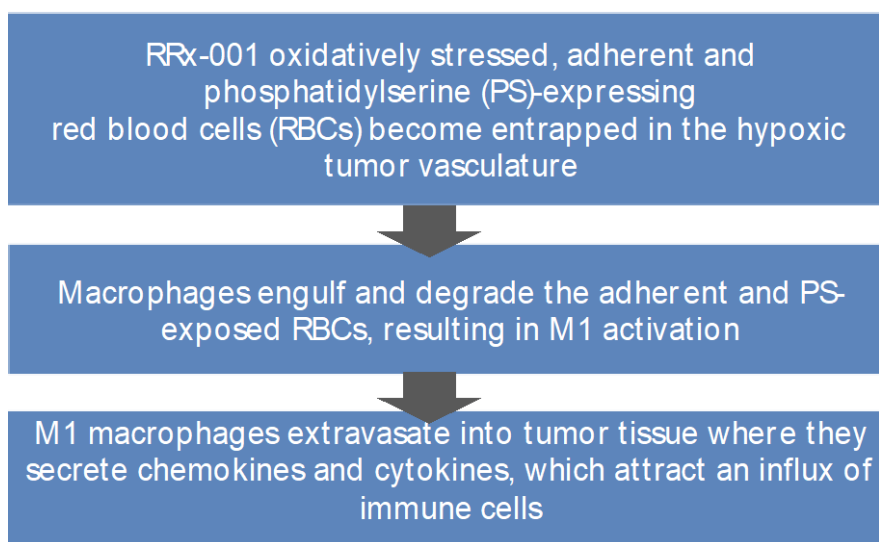 RRx-001 oxidatively stressed, adherent and
phosphatidylserine (PS)-expressing
red blood cells (RBCs) become entrapped in the hypoxic
tumor vasculature
Macrophages engulf and degrade the adherent and PS-
exposed RBCs, resulting in M1 activation
M1 macrophages extravasate into tumor tissue where they
secrete chemokines and cytokines, which attract an influx of
immune cells